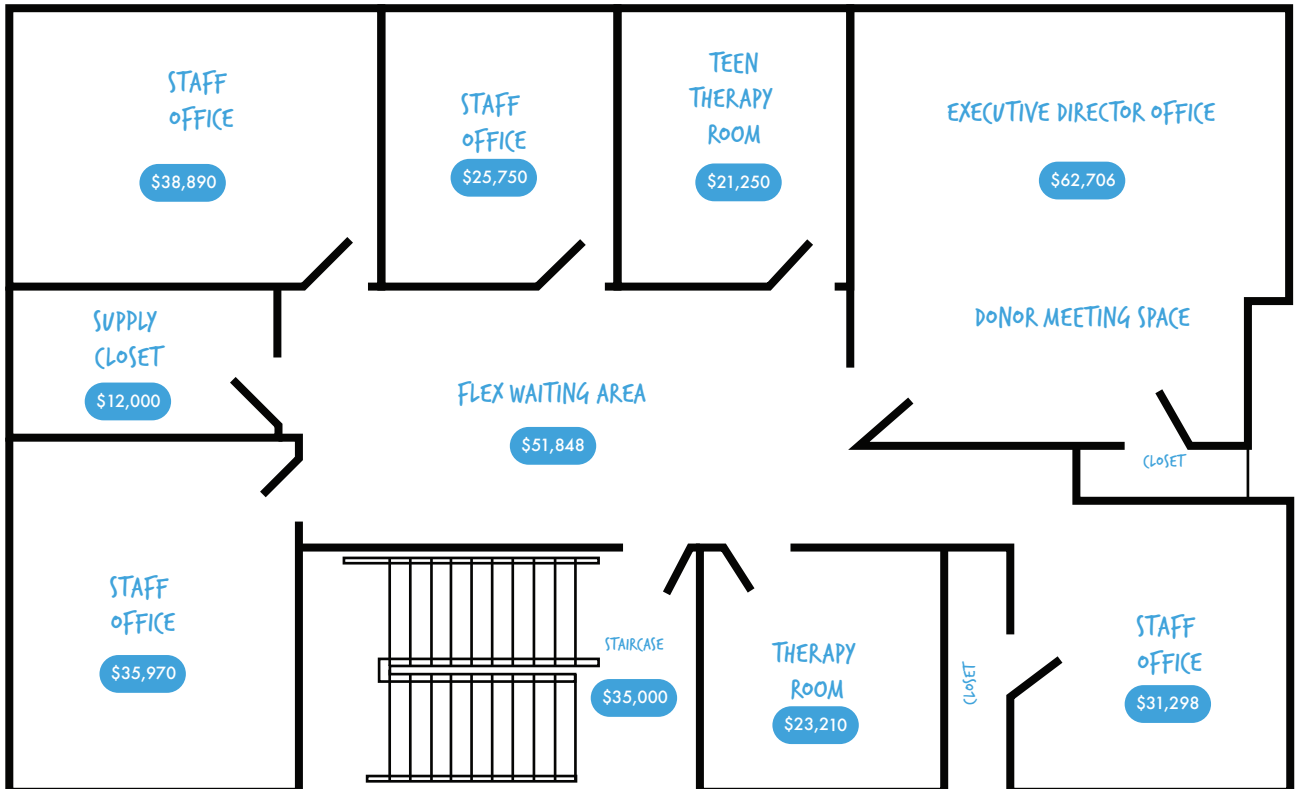 STAFF
OFFICE
$38,890
STAFF
OFFICE
$25,750
TEEN
THERAPY
ROOM
$21,250
EXECUTIVE DIRECTOR OFFICE
$62,706
SUPPLY
CLOSET
$12,000
FLEX WAITING AREA
$51,848
DONOR MEETING SPACE
CLOSET
STAFF
OFFICE
$35,970
STAIRCASE
$35,000
THERAPY
ROOM
$23,210
CLOSET
STAFF
OFFICE
$31,298